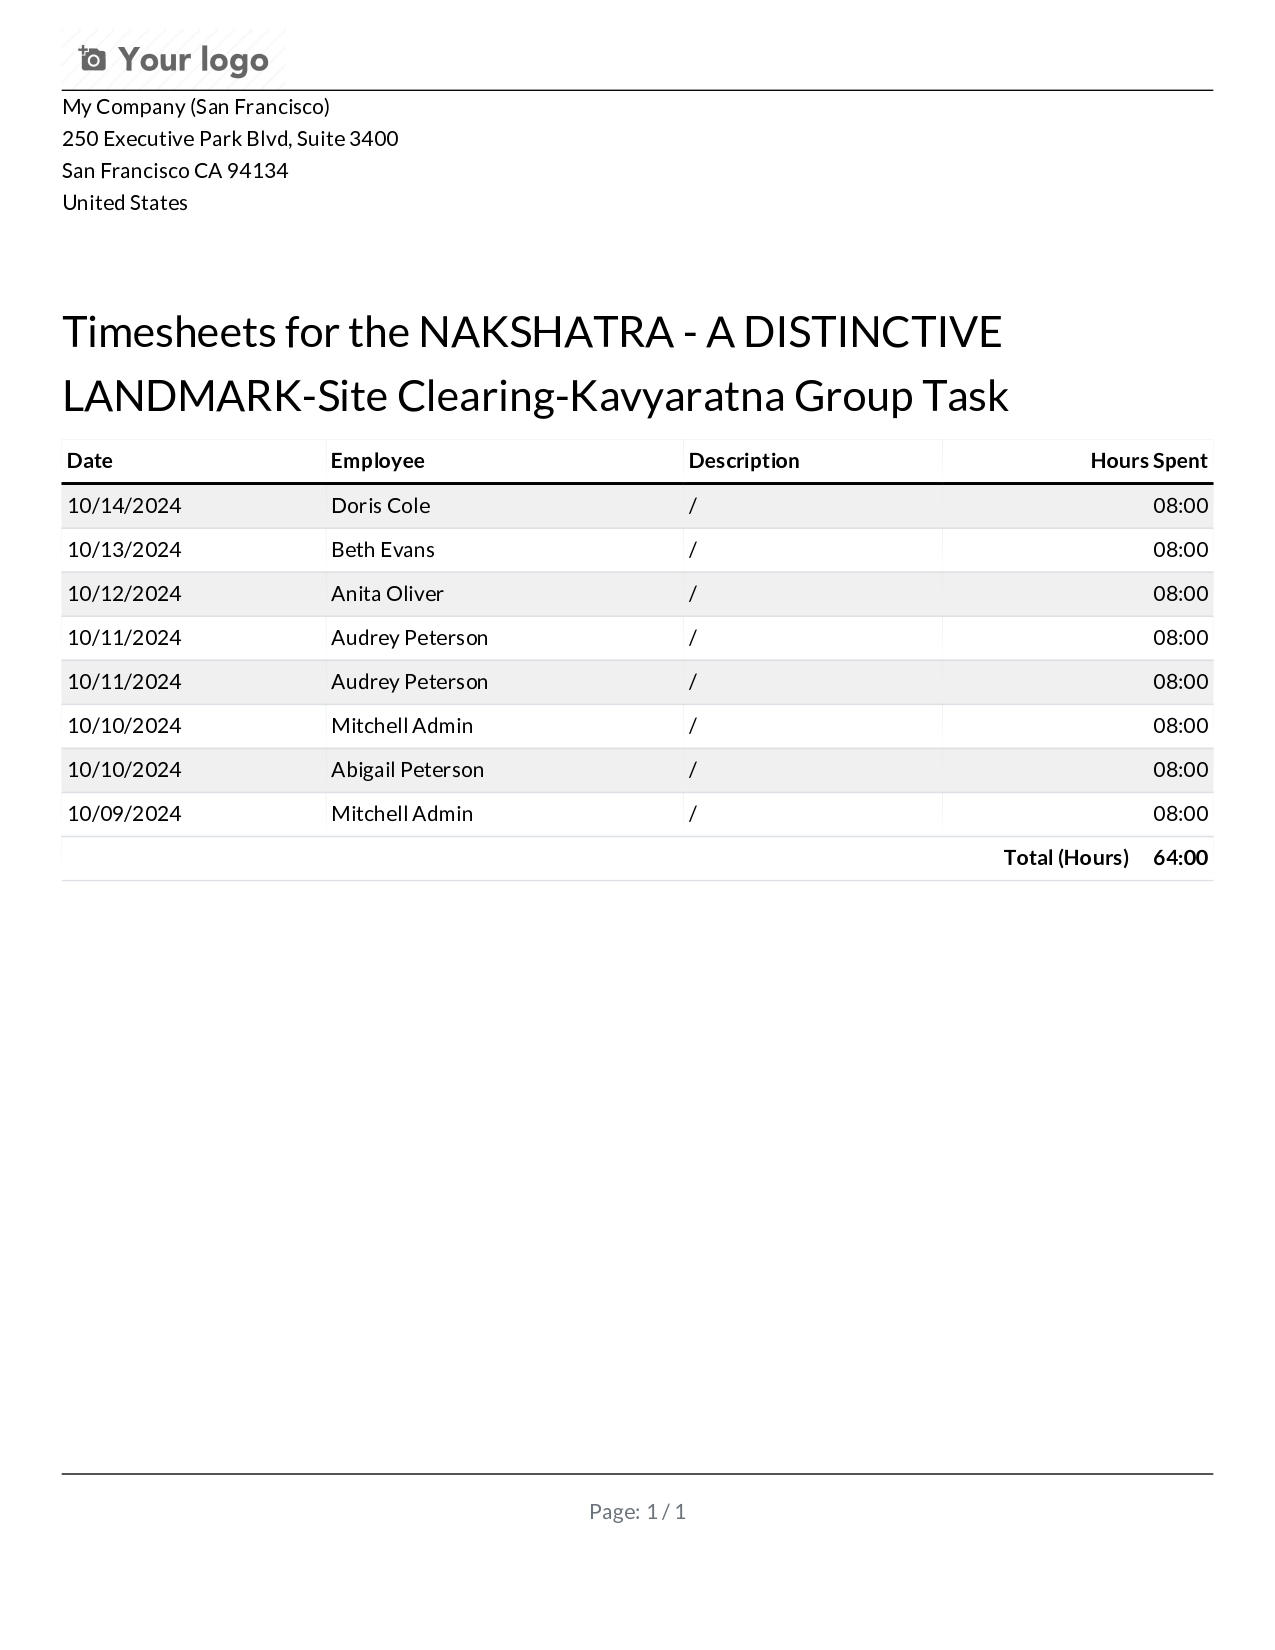 Your logo
My Company (San Francisco)
250 Executive Park Blvd, Suite 3400
San Francisco CA 94134
United States
Timesheets for the NAKSHATRA - A DISTINCTIVE
LANDMARK-Site Clearing-Kavyaratna Group Task
Date Employee Description Hours Spent
10/14/2024 Doris Cole / 08:00
10/13/2024 Beth Evans / 08:00
10/12/2024 Anita Oliver / 08:00
10/11/2024 Audrey Peterson / 08:00
10/11/2024 Audrey Peterson / 08:00
10/10/2024 Mitchell Admin / 08:00
10/10/2024 Abigail Peterson / 08:00
10/09/2024 Mitchell Admin / 08:00
Total (Hours) 64:00
Page: 1 / 1